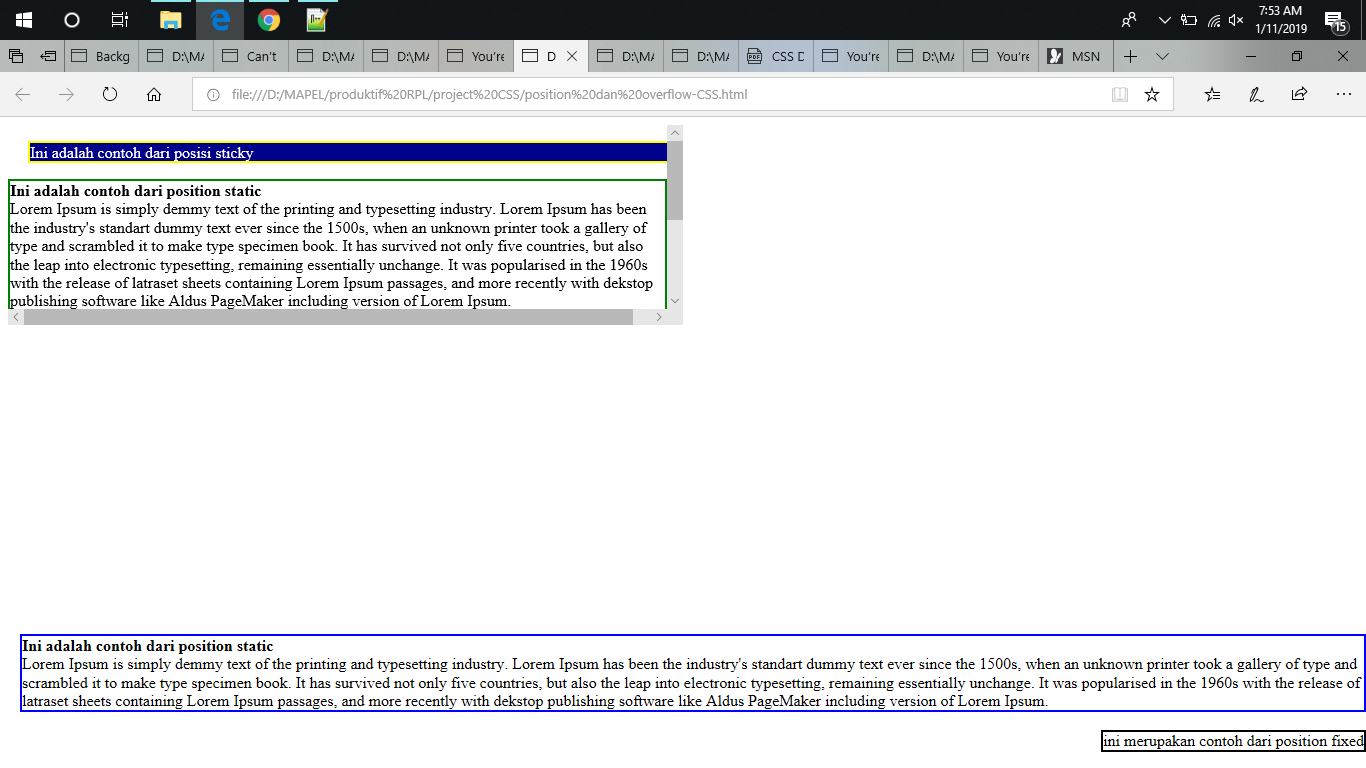 7:53 AM
1/11/2019
15
Backg
D:\MA
Can't
D:\MA
D:\MA
You're
D
D:\MA
D:\MA
CSS D
You're
D:\MA
You're
MSN
file:///D:/MAPEL/produktif%20RPL/project%20CSS/position%20dan%20overflow-CSS.html
Ini adalah contoh dari posisi sticky
Ini adalah contoh dari position static
Lorem Ipsum is simply demmy text of the printing and typesetting industry. Lorem Ipsum has been
the industry's standart dummy text ever since the 1500s, when an unknown printer took a gallery of
type and scrambled it to make type specimen book. It has survived not only five countries, but also
the leap into electronic typesetting, remaining essentially unchange. It was popularised in the 1960s
with the release of latraset sheets containing Lorem Ipsum passages, and more recently with dekstop
publishing software like Aldus PageMaker including version of Lorem Ipsum.
Ini adalah contoh dari position static
Lorem Ipsum is simply demmy text of the printing and typesetting industry. Lorem Ipsum has been the industry's standart dummy text ever since the 1500s, when an unknown printer took a gallery of type and
scrambled it to make type specimen book. It has survived not only five countries, but also the leap into electronic typesetting, remaining essentially unchange. It was popularised in the 1960s with the release of
latraset sheets containing Lorem Ipsum passages, and more recently with dekstop publishing software like Aldus PageMaker including version of Lorem Ipsum.
ini merupakan contoh dari position fixed